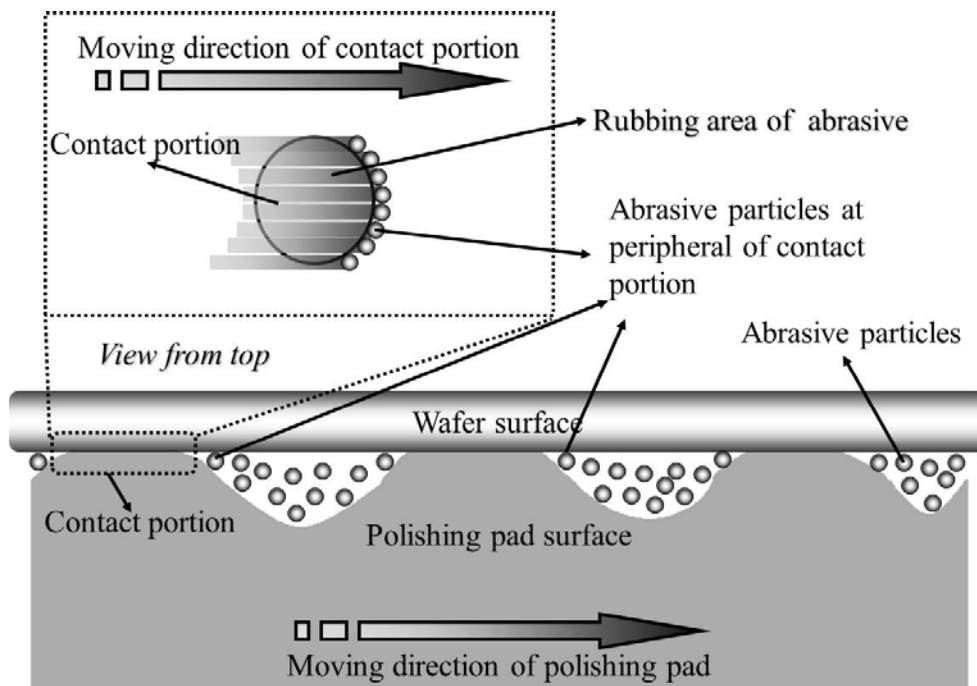 Moving direction of contact portion
Rubbing area of abrasive
Contact portion
Abrasive particles at
peripheral of contact
portion
View from top
Abrasive particles
Wafer surface
Contact portion
Polishing pad surface
Moving direction of polishing pad